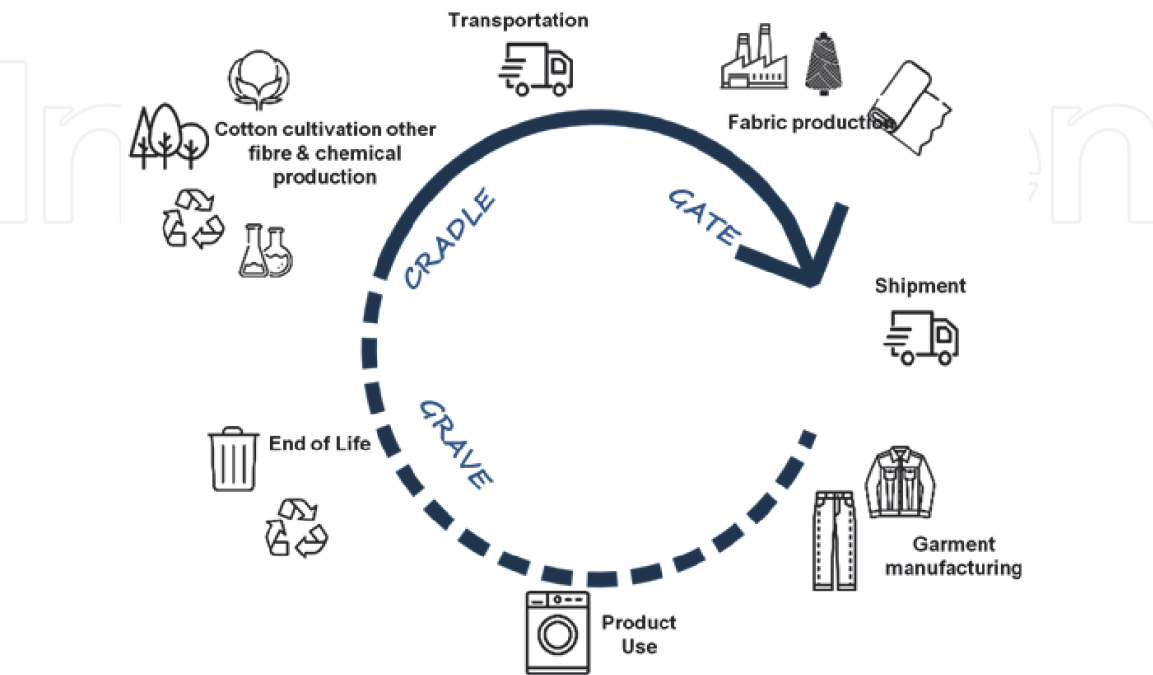 Transportation
Cotton cultivation other
fibre & chemical
production
Fabric production
CRADLE
GATE
Shipment
GRAVE
End of Life
Garment
manufacturing
Product
Use